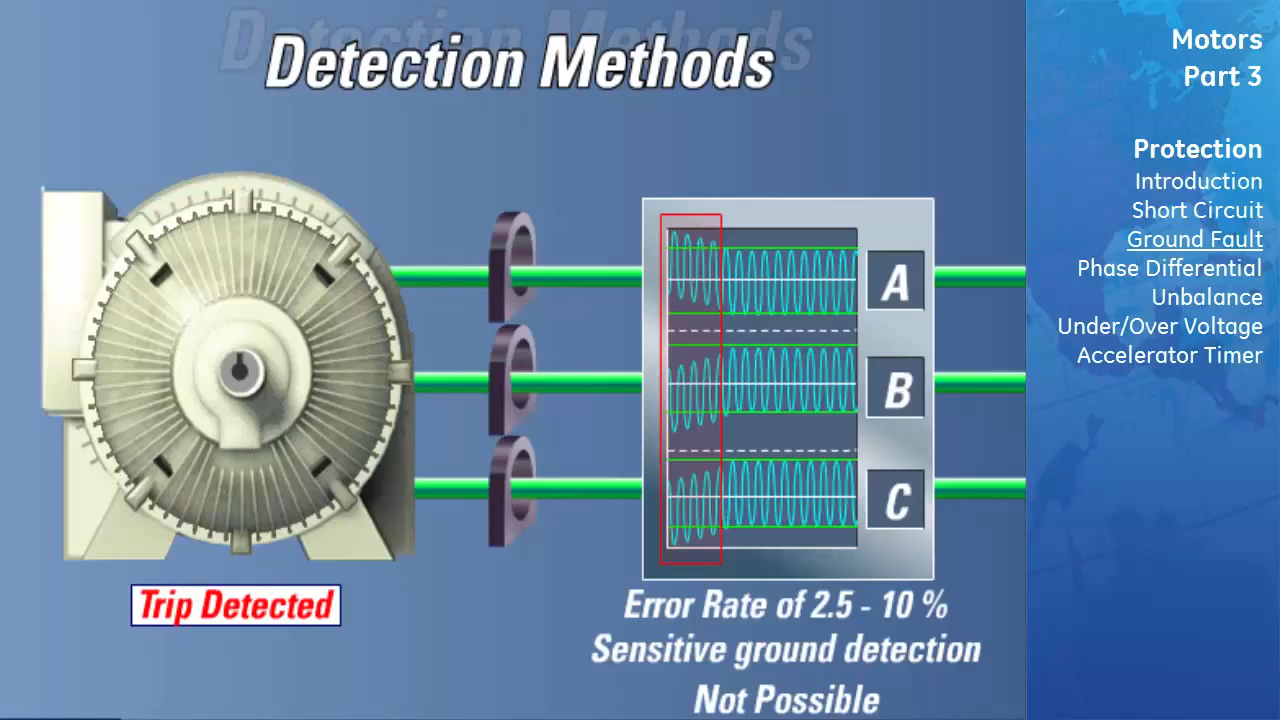 Detection Methods
Trip Detected
A
B
C
Error Rate of 2.5 - 10 %
Sensitive ground detection
Not Possible
Motors
Part 3
Protection
Introduction
Short Circuit
Ground Fault
Phase Differential
Unbalance
Under/Over Voltage
Accelerator Timer